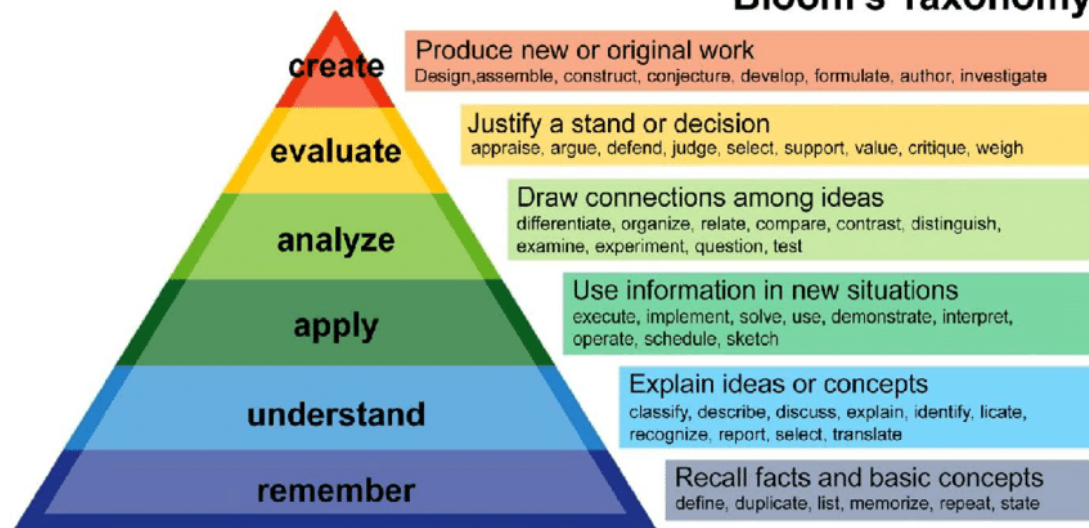 Bloom's Taxonomy
create
Produce new or original work
Design,assemble, construct, conjecture, develop, formulate, author, investigate
evaluate
Justify a stand or decision
appraise, argue, defend, judge, select, support, value, critique, weigh
analyze
Draw connections among ideas
differentiate, organize, relate, compare, contrast, distinguish,
examine, experiment, question, test
apply
Use information in new situations
execute, implement, solve, use, demonstrate, interpret,
operate, schedule, sketch
understand
Explain ideas or concepts
classify, describe, discuss, explain, identify, licate,
recognize, report, select, translate
remember
Recall facts and basic concepts
define, duplicate, list, memorize, repeat, state